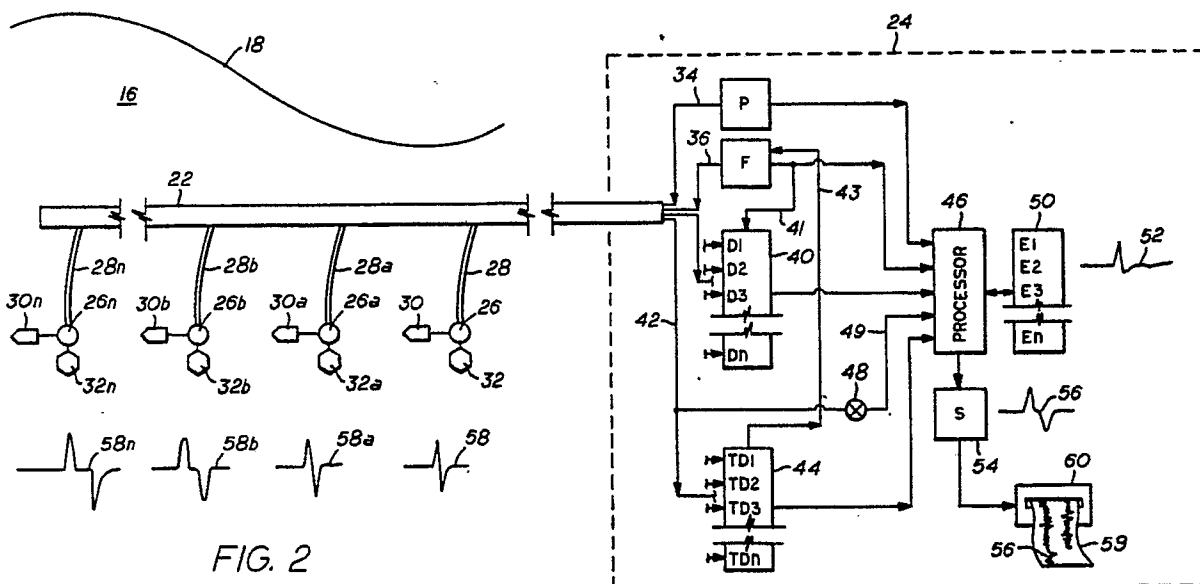 24
18
16
34
P
36
F
43
22
41
46
50
D1
40
D2
D3
Dn
PROCESSOR
E1
E2
E3
En
52
28n
28b
28a
28
30n
26n
30b
26b
30a
26a
30
26
32n
32b
32a
32
42
49
48
S
56
54
58n
58b
58a
58
TD1
44
TD2
TD3
TDn
60
56
59
FIG. 2